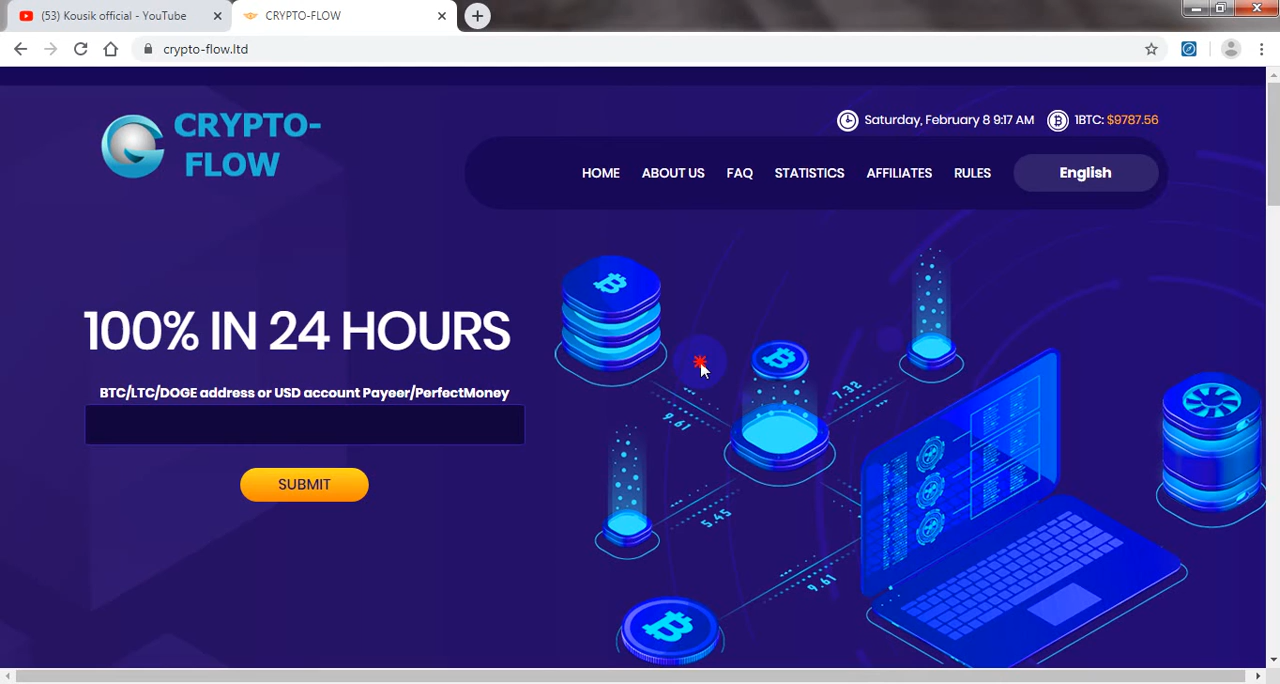 (53) Kousik official - YouTube
CRYPTO-FLOW
crypto-flow.ltd
CRYPTO-
FLOW
Saturday, February 8 9:17 AM
1BTC: $9787.56
HOME
ABOUT US
FAQ
STATISTICS
AFFILIATES
RULES
English
100% IN 24 HOURS
BTC/LTC/DOGE address or USD account Payeer/PerfectMoney
SUBMIT
9.61
7.32
5.45
9.61